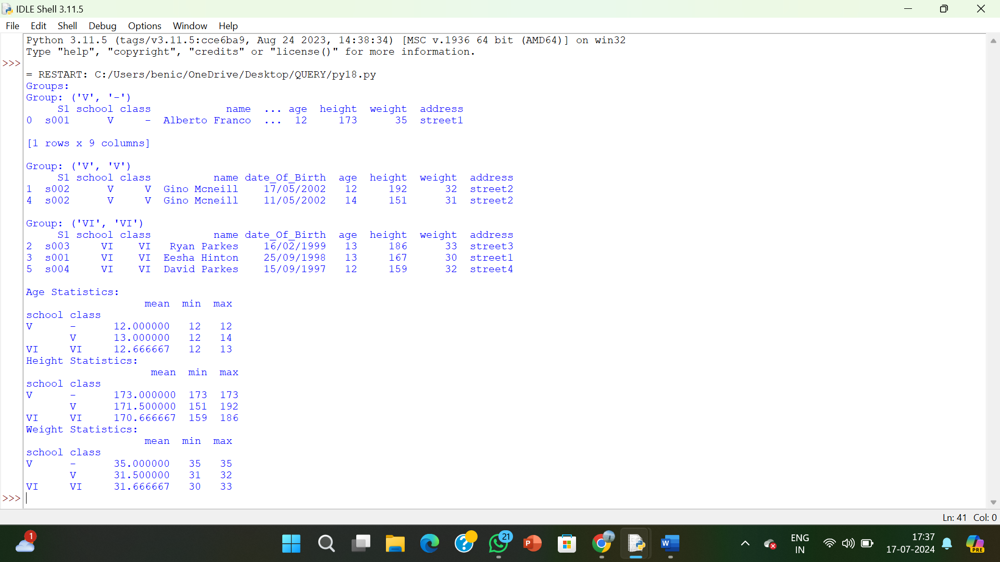 IDLE Shell 3.11.5
File Edit Shell Debug Options Window Help
Python 3.11.5 (tags/v3.11.5:cce6ba9, Aug 24 2023, 14:38:34) [MSC v.1936 64 bit (AMD64)] on win32
Type "help", "copyright", "credits" or "license()" for more information.
>>>
= RESTART: C:/Users/benic/OneDrive/Desktop/QUERY/py18.py
Groups:
Group: ('V', '-')
     S1 school class            name  ... age  height  weight  address
0  s001      V     -  Alberto Franco  ...  12     173      35  street1

[1 rows x 9 columns]

Group: ('V', 'V')
     S1 school class          name date_Of_Birth  age  height  weight  address
1  s002      V     V  Gino Mcneill    17/05/2002   12     192      32  street2
4  s002      V     V  Gino Mcneill    11/05/2002   14     151      31  street2

Group: ('VI', 'VI')
     S1 school class          name date_Of_Birth  age  height  weight  address
2  s003     VI    VI   Ryan Parkes    16/02/1999   13     186      33  street3
3  s001     VI    VI  Eesha Hinton    25/09/1998   13     167      30  street1
5  s004     VI    VI  David Parkes    15/09/1997   12     159      32  street4

Age Statistics:
                   mean  min  max
school class
V      -      12.000000   12   12
       V      13.000000   12   14
VI     VI     12.666667   12   13
Height Statistics:
                    mean  min  max
school class
V      -      173.000000  173  173
       V      171.500000  151  192
VI     VI     170.666667  159  186
Weight Statistics:
                   mean  min  max
school class
V      -      35.000000   35   35
       V      31.500000   31   32
VI     VI     31.666667   30   33
>>>
Ln: 41 Col: 0
1
21
P
W
ENG
IN
17:37
17-07-2024
PRE